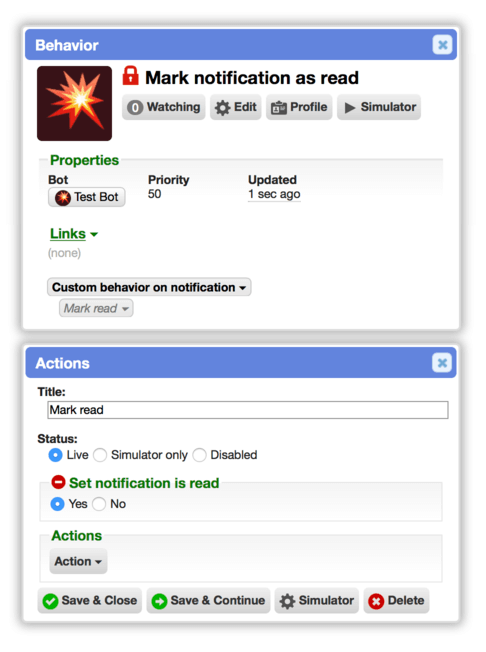 Behavior
Mark notification as read
0 Watching Edit Profile Simulator
Properties
Bot Priority Updated
Test Bot 50 1 sec ago
Links
(none)
Custom behavior on notification
Mark read
Actions
Title:
Mark read
Status:
Live Simulator only Disabled
Set notification is read
Yes No
Actions
Action
Save & Close Save & Continue Simulator Delete